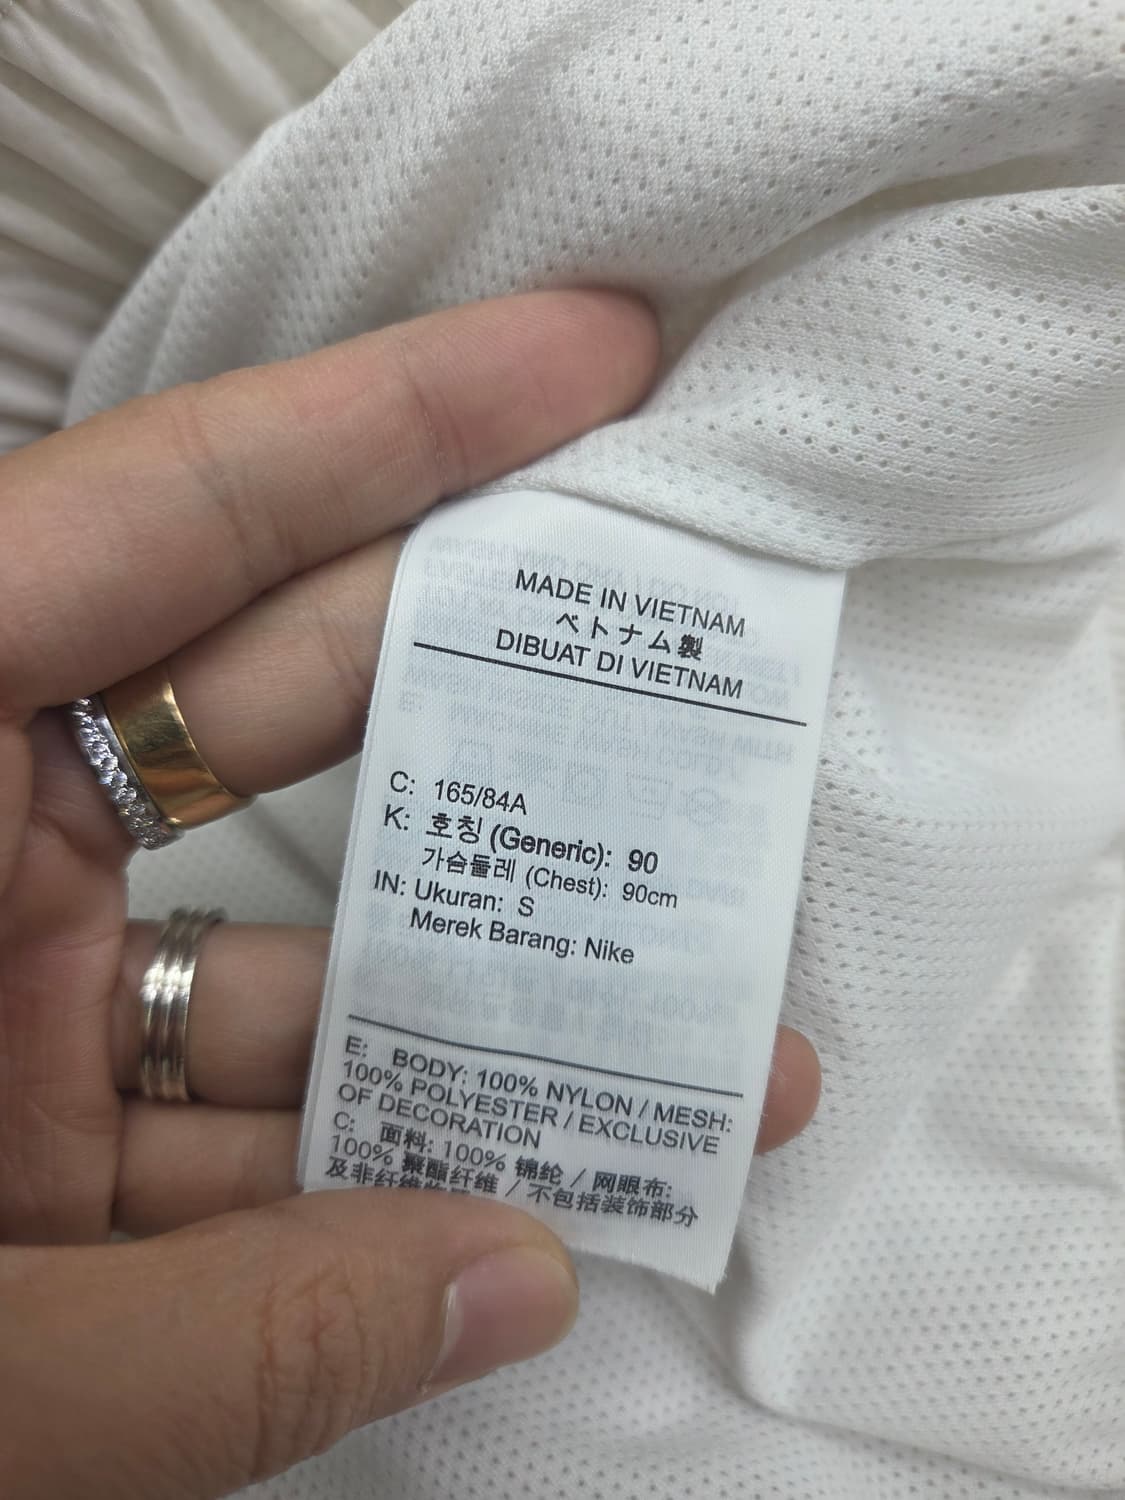 MADE IN VIETNAM
ベトナム製
DIBUAT DI VIETNAM
C: 165/84A
K: 호칭 (Generic): 90
가슴둘레 (Chest): 90cm
IN: Ukuran: S
Merek Barang: Nike
E: BODY: 100% NYLON / MESH:
100% POLYESTER / EXCLUSIVE
OF DECORATION
C: 面料: 100% 锦纶 / 网眼布:
100% 聚酯纤维 / 不包括装饰部分
及非纤维